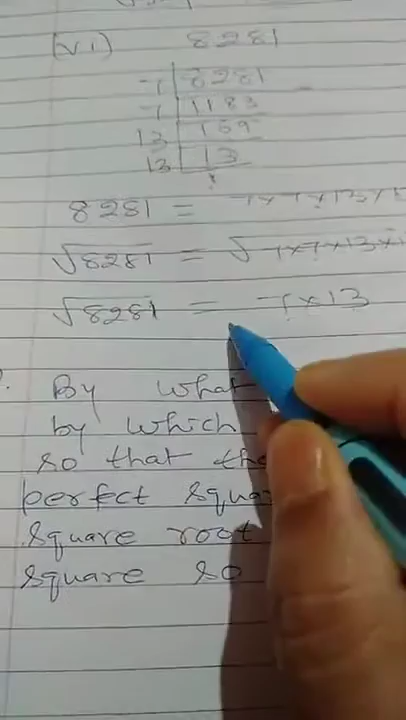 (vi) 8281
7 | 8281
7 | 1183
13 | 169
13 | 13
8281 = 7×7×13×1
√8281 = √7×7×13×
√8281 = 7×13
By what
by which
so that the
perfect squa
square root
square so